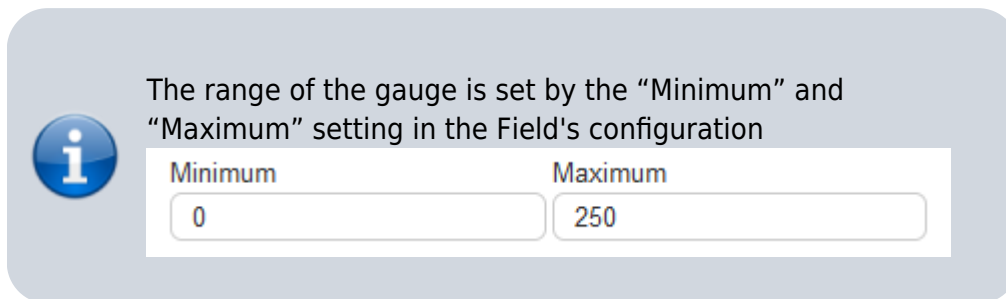 The range of the gauge is set by the “Minimum” and
“Maximum” setting in the Field's configuration
Minimum Maximum
0 250